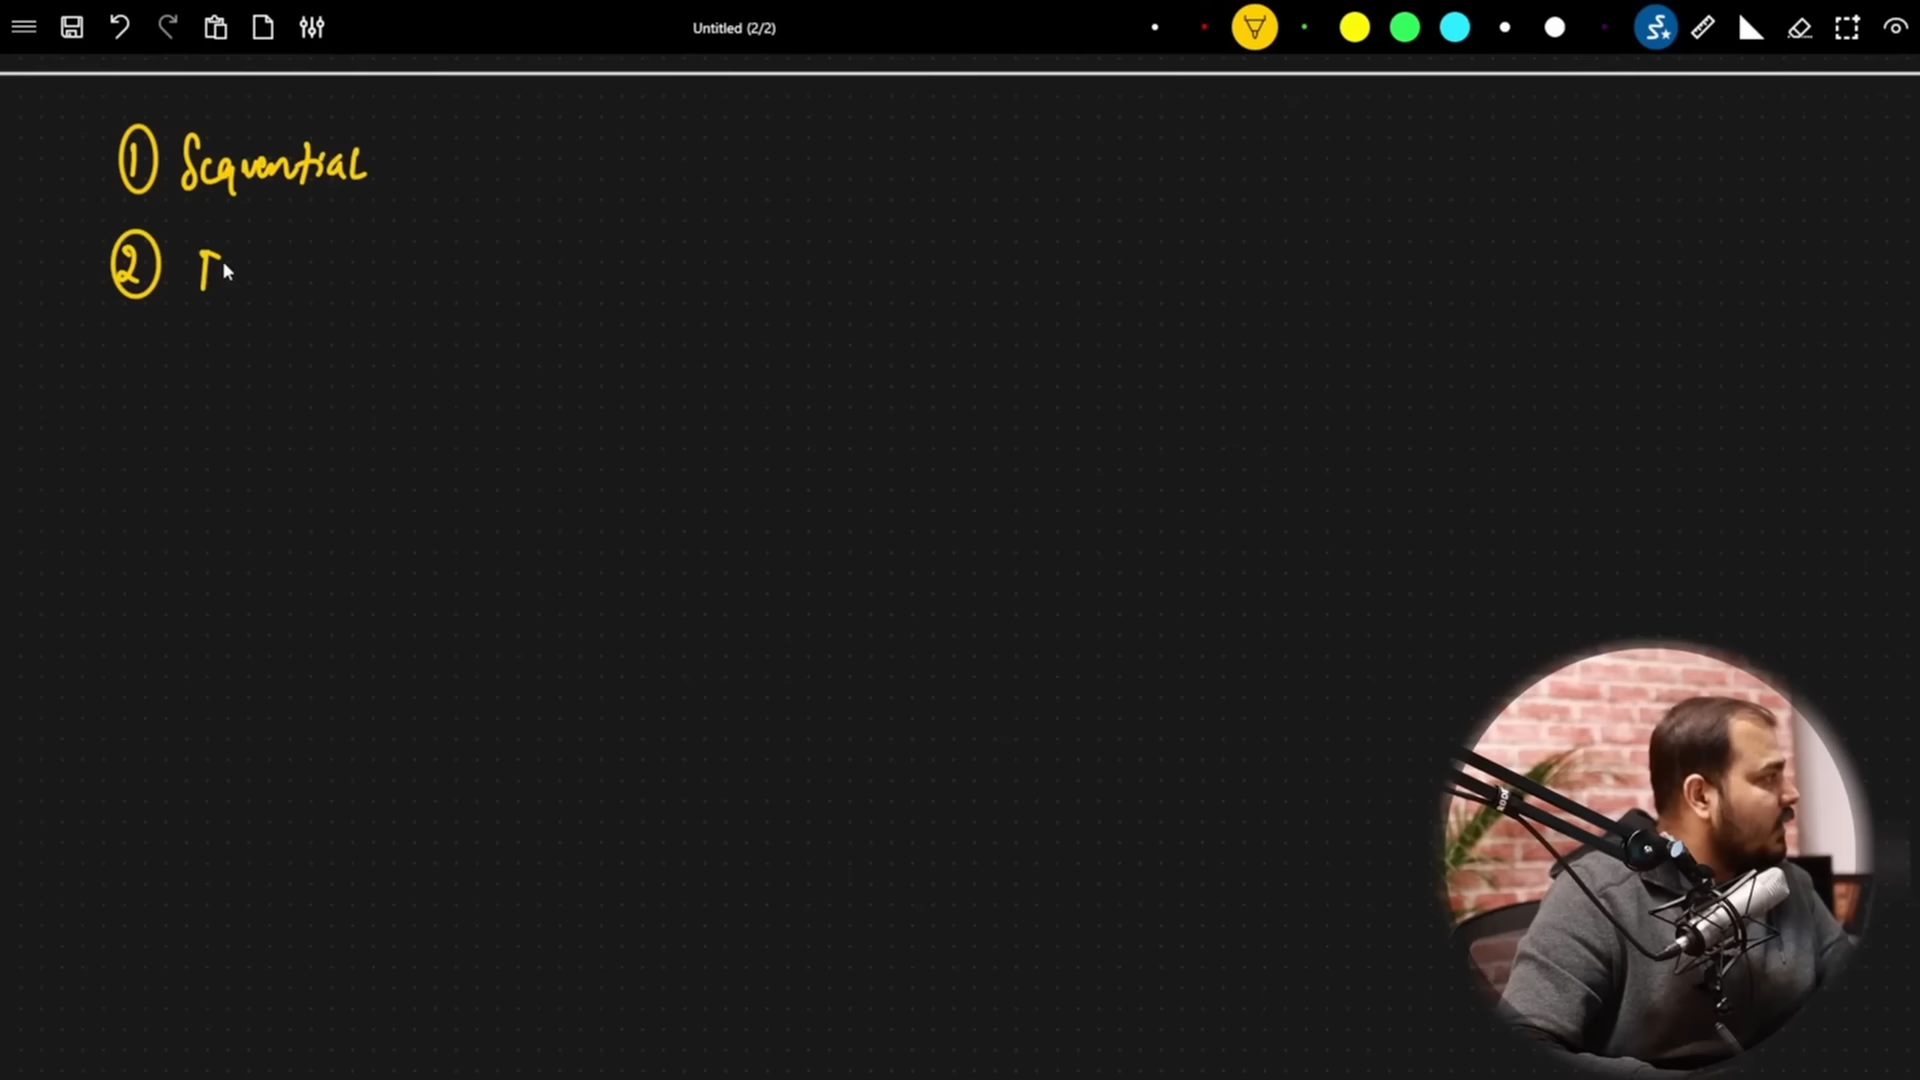 Untitled (2/2)
① Sequential
②